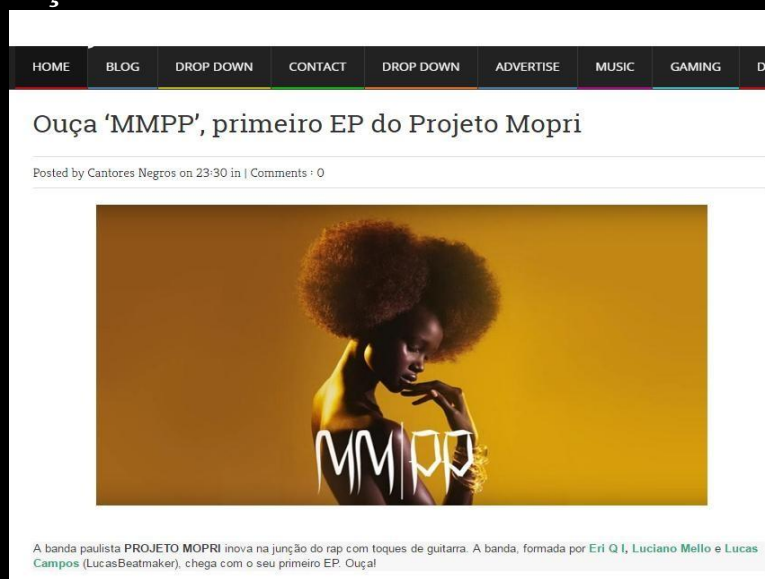 HOME BLOG DROP DOWN CONTACT DROP DOWN ADVERTISE MUSIC GAMING
Ouça ‘MMPP’, primeiro EP do Projeto Mopri
Posted by Cantores Negros on 23:30 in | Comments : 0
MM|PP
A banda paulista PROJETO MOPRI inova na junção do rap com toques de guitarra. A banda, formada por Eri Q I, Luciano Mello e Lucas
Campos (LucasBeatmaker), chega com o seu primeiro EP. Ouça!